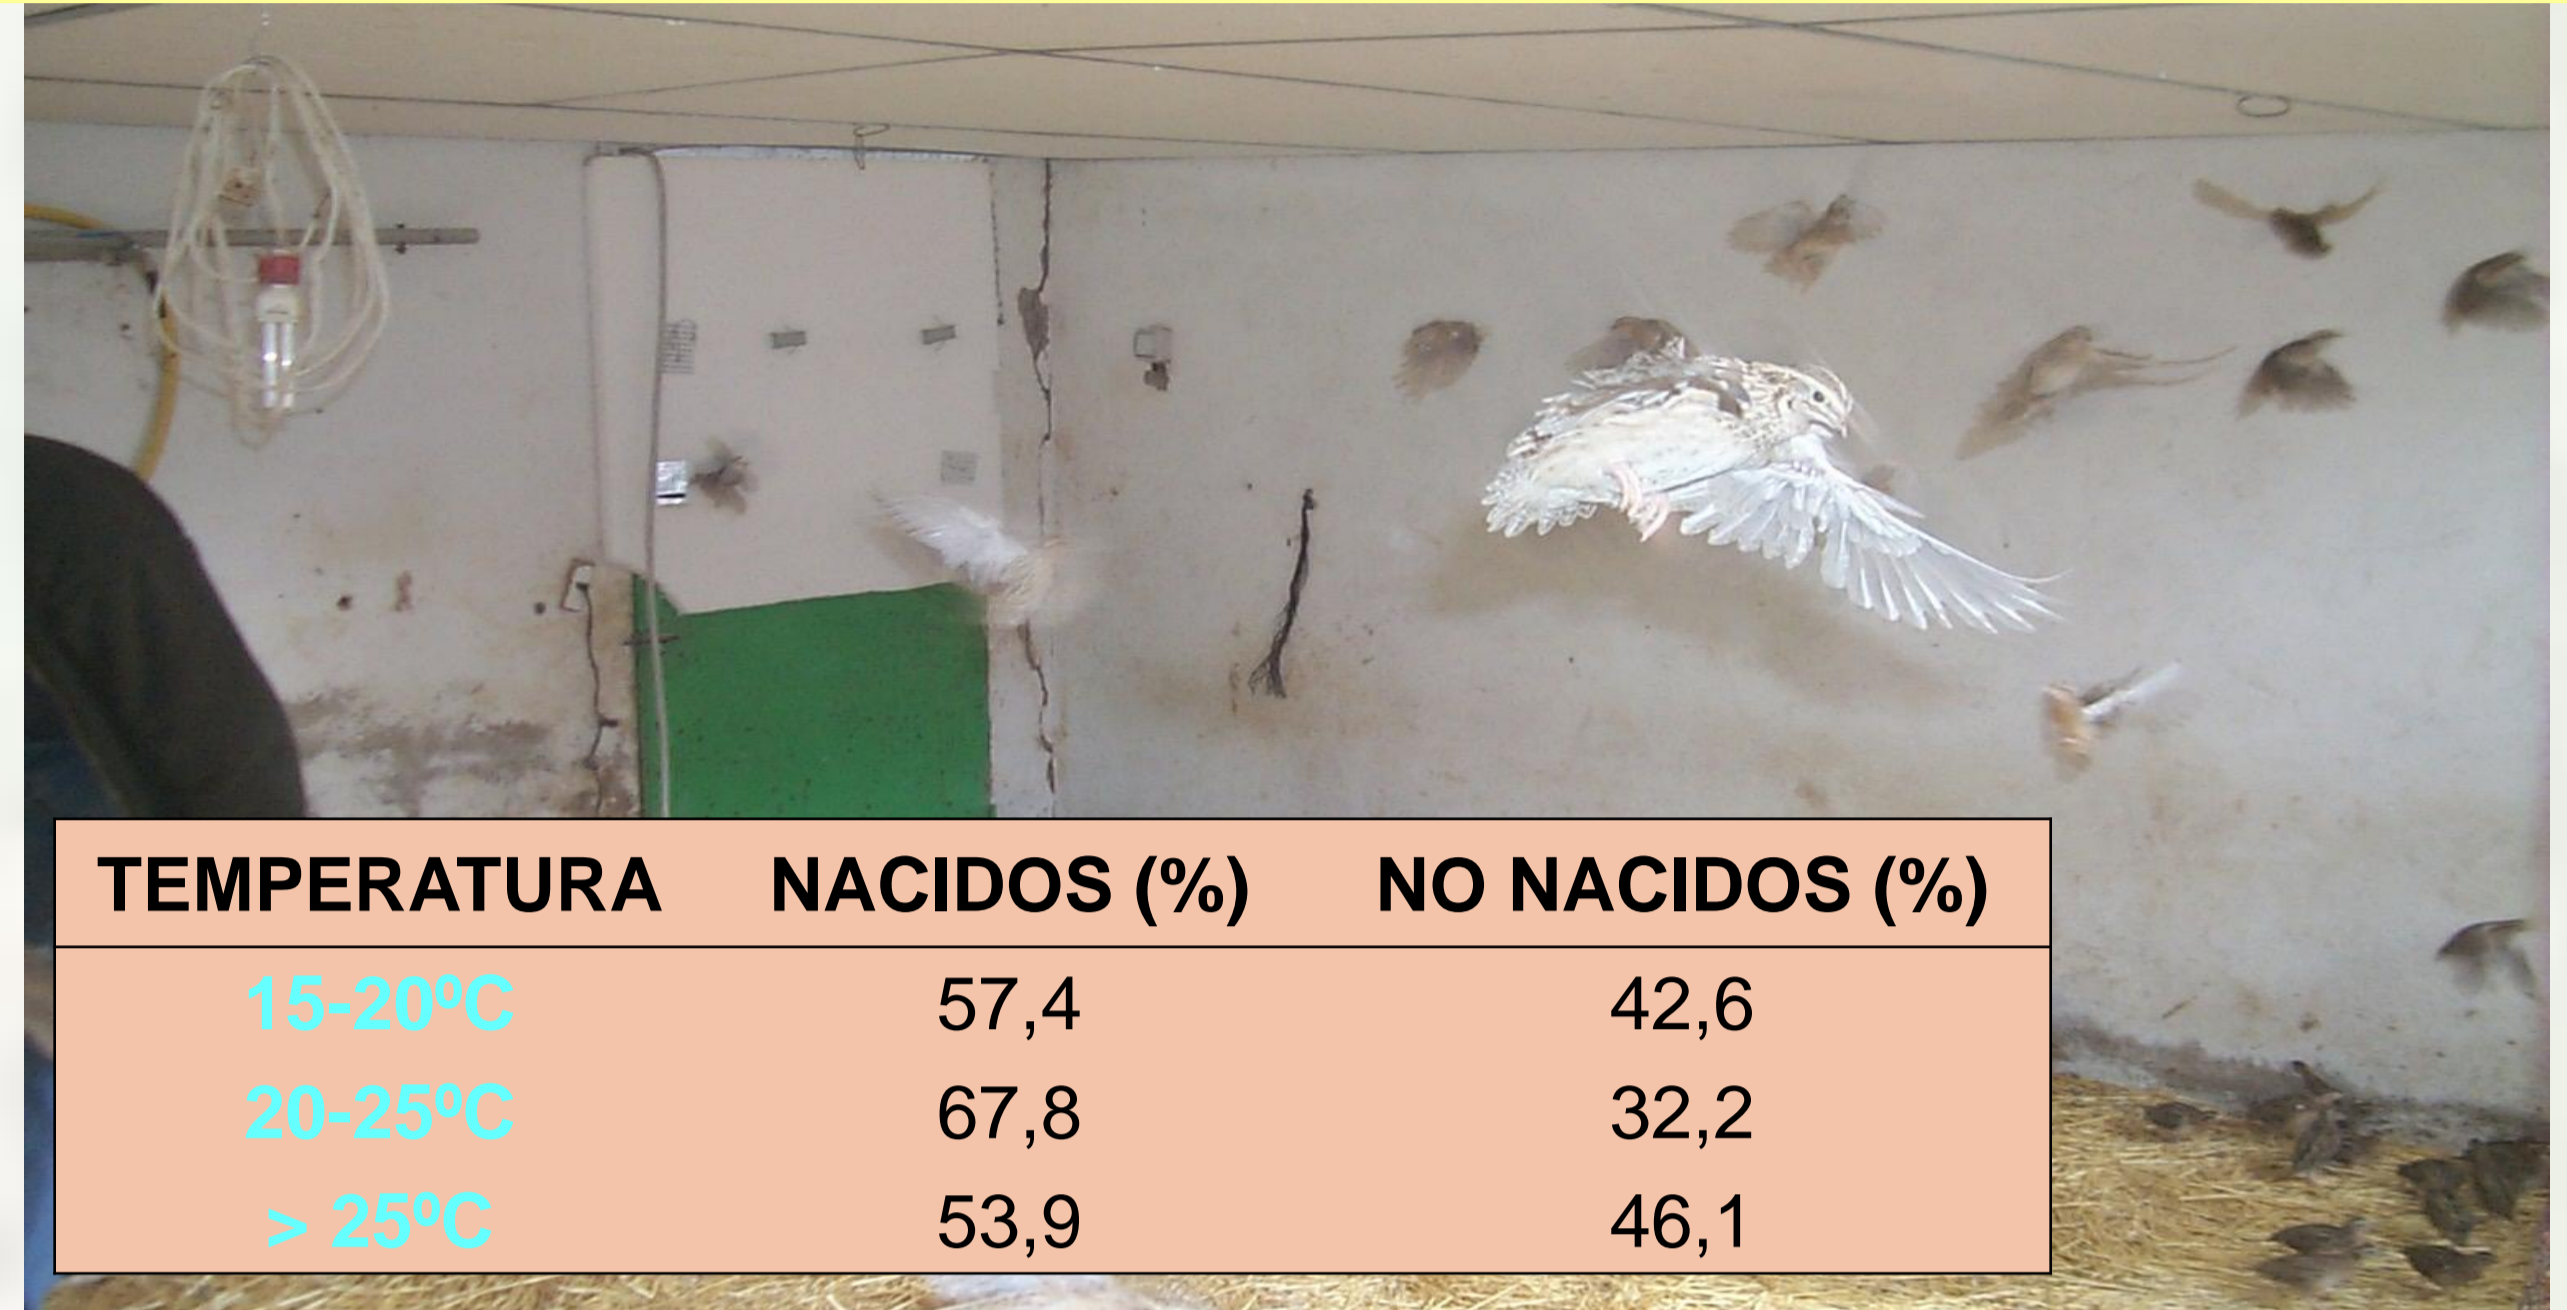 TEMPERATURA NACIDOS (%) NO NACIDOS (%)
15-20ºC 57,4 42,6
20-25ºC 67,8 32,2
> 25ºC 53,9 46,1